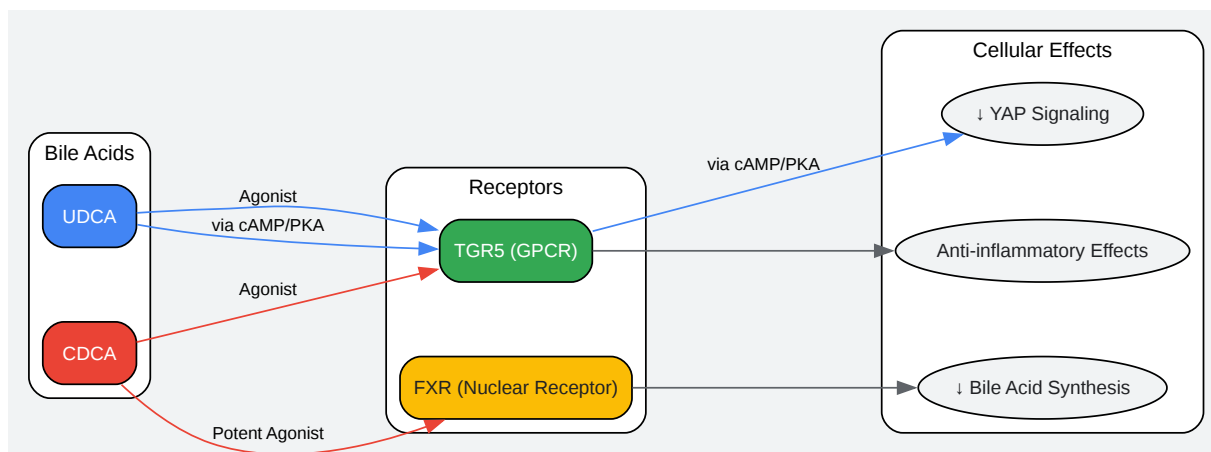 Cellular Effects
↓ YAP Signaling
Bile Acids
via cAMP/PKA
Receptors
Agonist
UDCA
via cAMP/PKA
TGR5 (GPCR)
Anti-inflammatory Effects
Agonist
CDCA
FXR (Nuclear Receptor)
↓ Bile Acid Synthesis
Potent Agonist